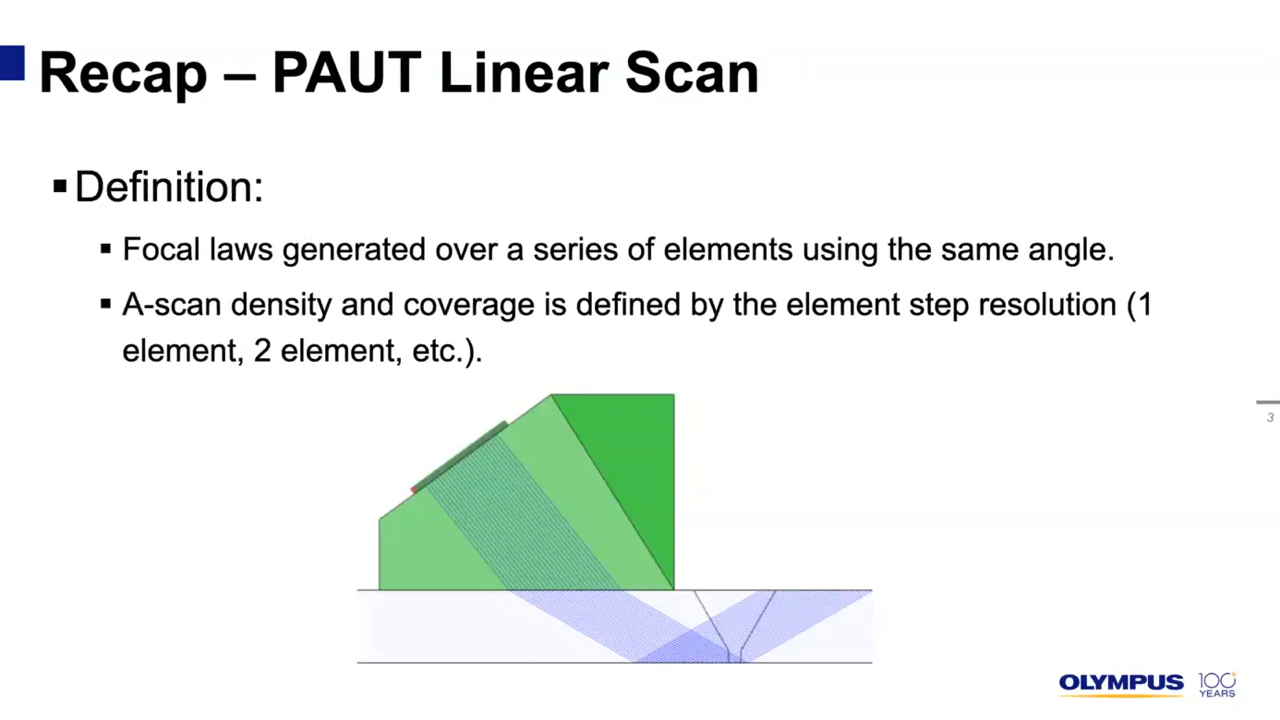 Recap – PAUT Linear Scan
▪Definition:
▪ Focal laws generated over a series of elements using the same angle.
▪ A-scan density and coverage is defined by the element step resolution (1
element, 2 element, etc.).
3
OLYMPUS
100
YEARS